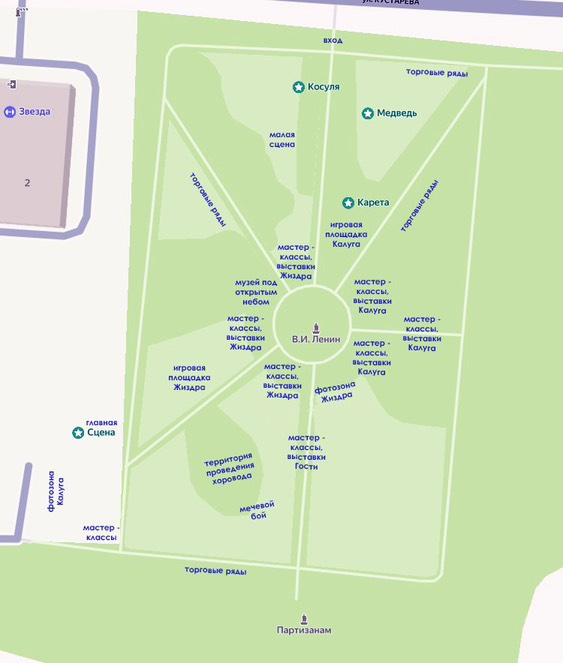 ул. КУСТАРЕВА
вход
торговые ряды
Косуля
Медведь
Звезда
малая
сцена
2
торговые ряды
торговые ряды
Карета
игровая
площадка
Калуга
мастер -
классы,
выставки
Жиздра
музей под
открытым
небом
мастер -
классы,
выставки
Калуга
мастер -
классы,
выставки
Жиздра
В.И. Ленин
мастер -
классы,
выставки
Калуга
мастер -
классы,
выставки
Калуга
игровая
площадка
Жиздра
мастер -
классы,
выставки
Жиздра
фотозона
Жиздра
главная
Сцена
мастер -
классы,
выставки
Гости
территория
проведения
хоровода
фотозона
Калуга
мечевой
бой
мастер -
классы
торговые ряды
Партизанам